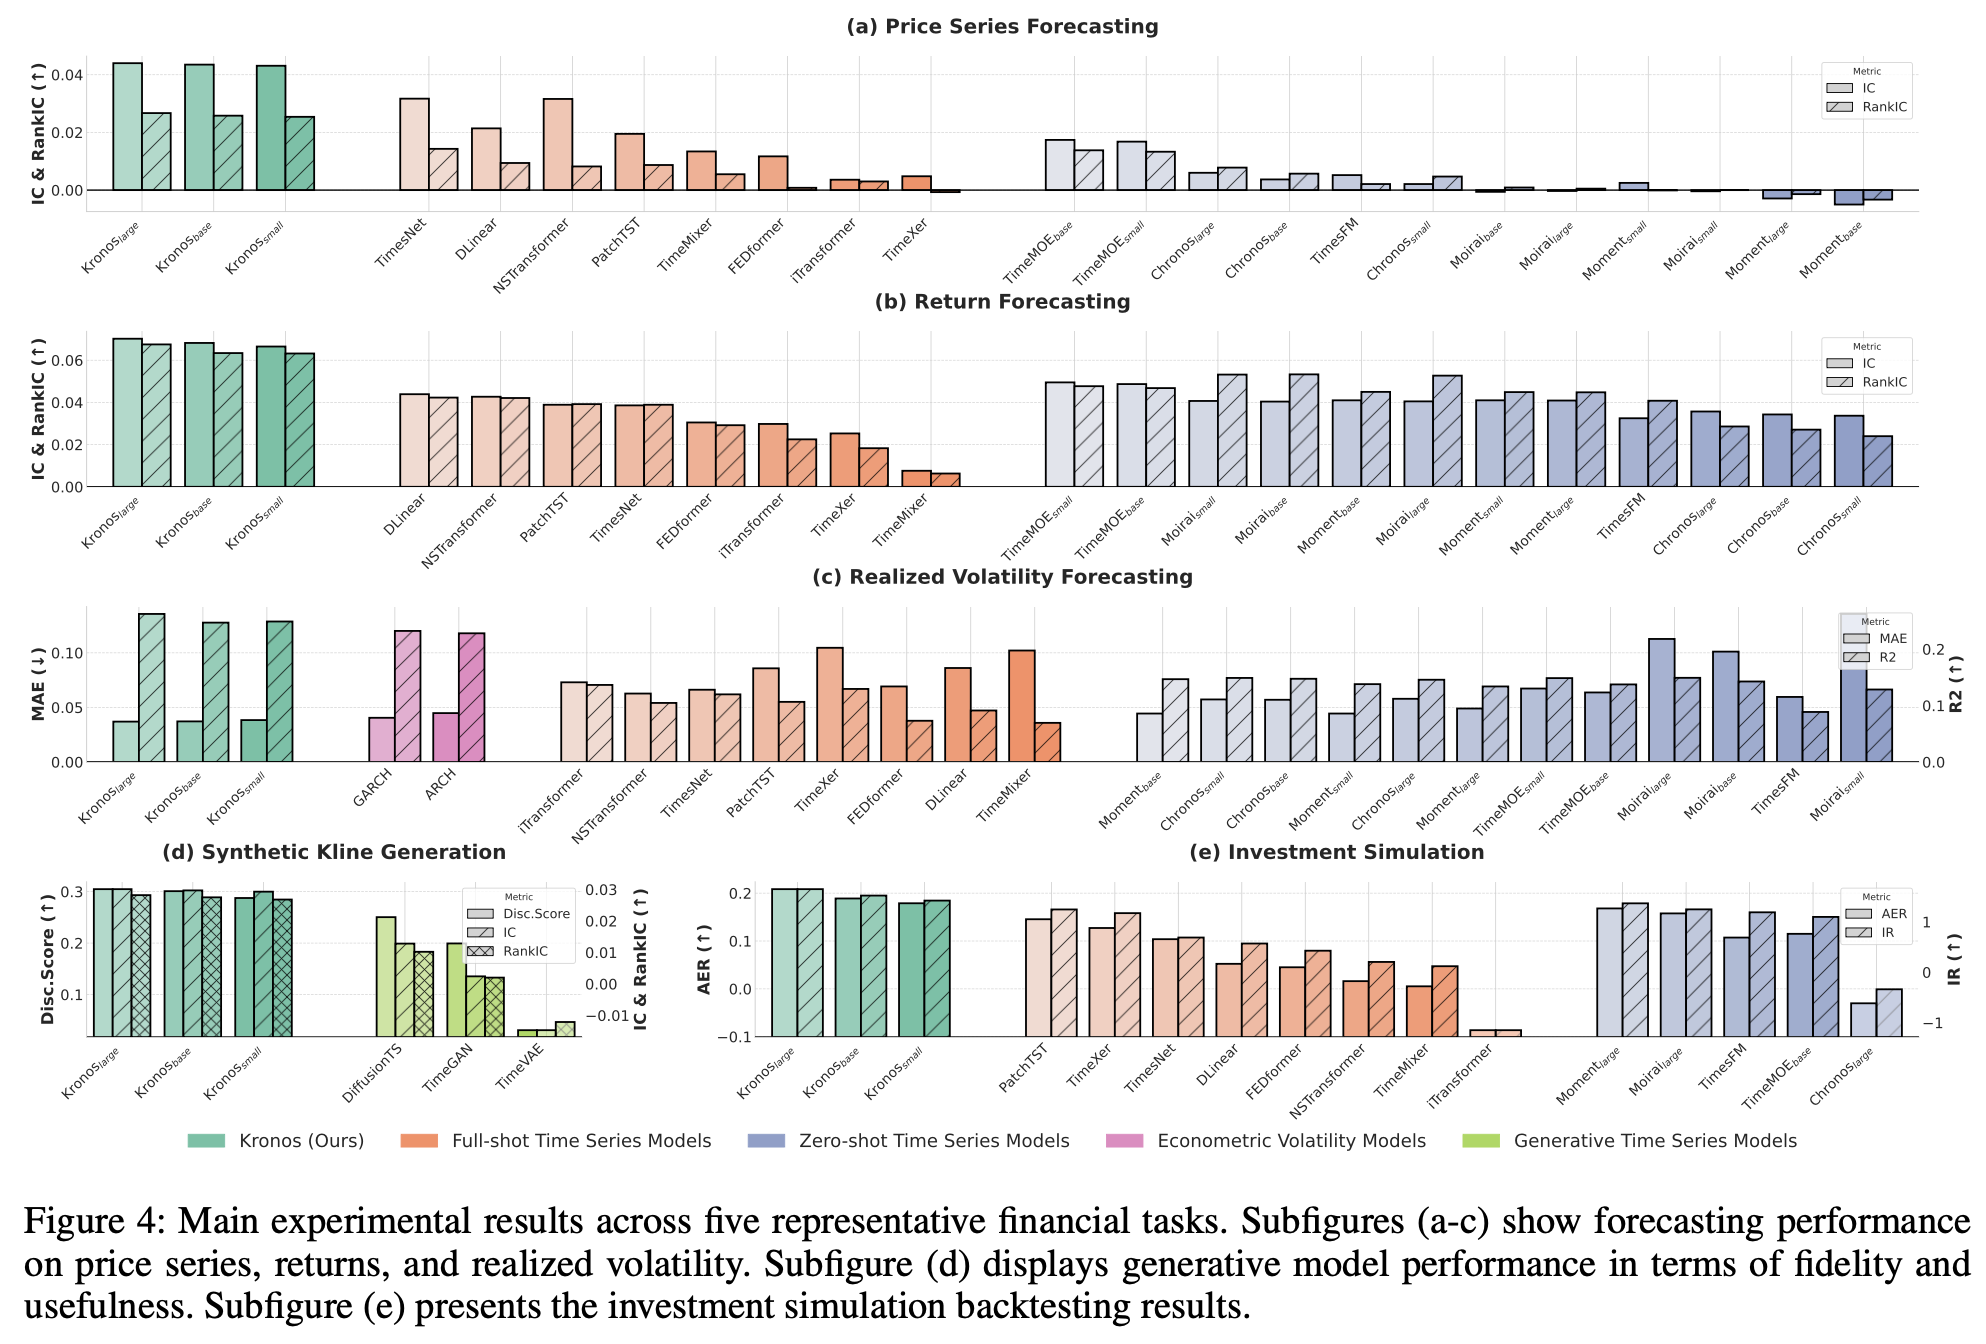 (a) Price Series Forecasting
IC & RankIC (↑)
0.04
0.02
0.00
Metric
IC
RankIC
Kronos_large
Kronos_base
Kronos_small
TimesNet
DLinear
NSTransformer
PatchTST
TimeMixer
FEDformer
iTransformer
TimeXer
TimeMOE_base
TimeMOE_small
Chronos_large
Chronos_base
TimesFM
Chronos_small
Moirai_base
Moirai_large
Moment_small
Moirai_small
Moment_large
Moment_base
(b) Return Forecasting
IC & RankIC (↑)
0.06
0.04
0.02
0.00
Metric
IC
RankIC
Kronos_large
Kronos_base
Kronos_small
DLinear
NSTransformer
PatchTST
TimesNet
FEDformer
iTransformer
TimeXer
TimeMixer
TimeMOE_small
TimeMOE_base
Moirai_small
Moirai_base
Moment_base
Moirai_large
Moment_small
Moment_large
TimesFM
Chronos_large
Chronos_base
Chronos_small
(c) Realized Volatility Forecasting
MAE (↓)
0.10
0.05
0.00
Metric
MAE
R2
0.2
0.1
0.0
R2 (↑)
Kronos_large
Kronos_base
Kronos_small
GARCH
ARCH
iTransformer
NSTransformer
TimesNet
PatchTST
TimeXer
FEDformer
DLinear
TimeMixer
Moment_base
Chronos_small
Chronos_base
Moment_small
Chronos_large
Moment_large
TimeMOE_small
TimeMOE_base
Moirai_large
Moirai_base
TimesFM
Moirai_small
(d) Synthetic Kline Generation
Disc.Score (↑)
0.3
0.2
0.1
Metric
Disc.Score
IC
RankIC
0.03
0.02
0.01
0.00
−0.01
IC & RankIC (↑)
Kronos_large
Kronos_base
Kronos_small
DiffusionTS
TimeGAN
TimeVAE
(e) Investment Simulation
AER (↑)
0.2
0.1
0.0
−0.1
Metric
AER
IR
1
0
−1
IR (↑)
Kronos_large
Kronos_base
Kronos_small
PatchTST
TimeXer
TimesNet
DLinear
FEDformer
NSTransformer
TimeMixer
iTransformer
Moment_large
Moirai_large
TimesFM
TimeMOE_base
Chronos_large
Kronos (Ours)
Full-shot Time Series Models
Zero-shot Time Series Models
Econometric Volatility Models
Generative Time Series Models
Figure 4: Main experimental results across five representative financial tasks. Subfigures (a-c) show forecasting performance
on price series, returns, and realized volatility. Subfigure (d) displays generative model performance in terms of fidelity and
usefulness. Subfigure (e) presents the investment simulation backtesting results.